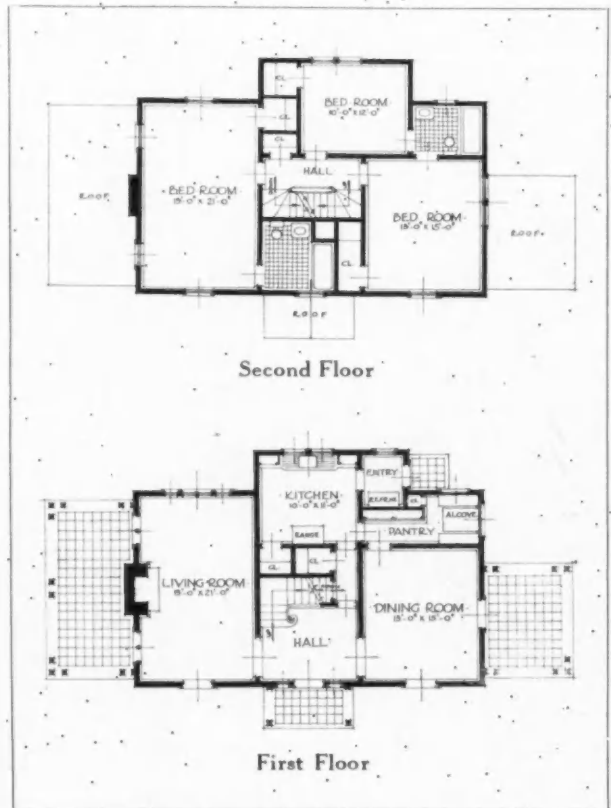 CL.
BED ROOM
10'-0" X 12'-0"
CL.
CL.
HALL
BED ROOM
15'-0" X 21'-0"
ROOF
BED ROOM
15'-0" X 15'-0"
ROOF
CL.
ROOF
Second Floor
ENTRY
KITCHEN
10'-0" X 11'-0"
CL.
ALCOVE
RANGE
PANTRY
CL.
CL.
LIVING ROOM
15'-0" X 21'-0"
DINING ROOM
15'-0" X 15'-0"
HALL
First Floor